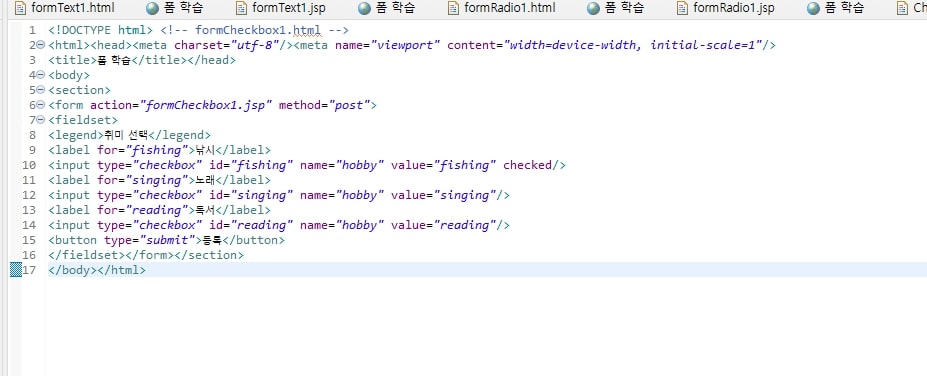 formText1.html 폼 학습 formText1.jsp 폼 학습 formRadio1.html 폼 학습 formRadio1.jsp 폼 학습 Ch
1 <!DOCTYPE html> <!-- formCheckbox1.html -->
2 <html><head><meta charset="utf-8"/><meta name="viewport" content="width=device-width, initial-scale=1"/>
3 <title>폼 학습</title></head>
4 <body>
5 <section>
6 <form action="formCheckbox1.jsp" method="post">
7 <fieldset>
8 <legend>취미 선택</legend>
9 <label for="fishing">낚시</label>
10 <input type="checkbox" id="fishing" name="hobby" value="fishing" checked/>
11 <label for="singing">노래</label>
12 <input type="checkbox" id="singing" name="hobby" value="singing"/>
13 <label for="reading">독서</label>
14 <input type="checkbox" id="reading" name="hobby" value="reading"/>
15 <button type="submit">등록</button>
16 </fieldset></form></section>
17 </body></html>